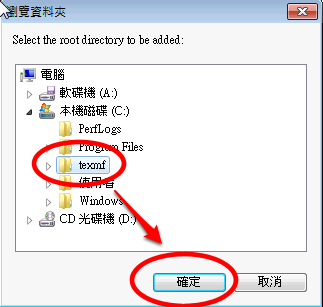 瀏覽資料夾
Select the root directory to be added:
電腦
軟碟機 (A:)
本機磁碟 (C:)
PerfLogs
Program Files
texmf
使用者
Windows
CD 光碟機 (D:)
確定
取消